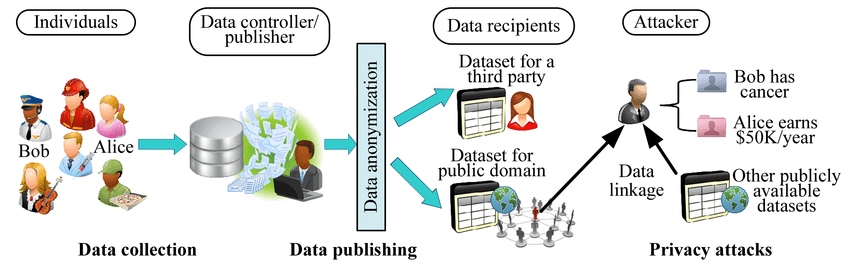 Individuals
Data controller/
publisher
Data recipients
Attacker
Bob
Alice
Data anonymization
Dataset for a
third party
Dataset for
public domain
Bob has
cancer
Alice earns
$50K/year
Data
linkage
Other publicly
available
datasets
Data collection
Data publishing
Privacy attacks